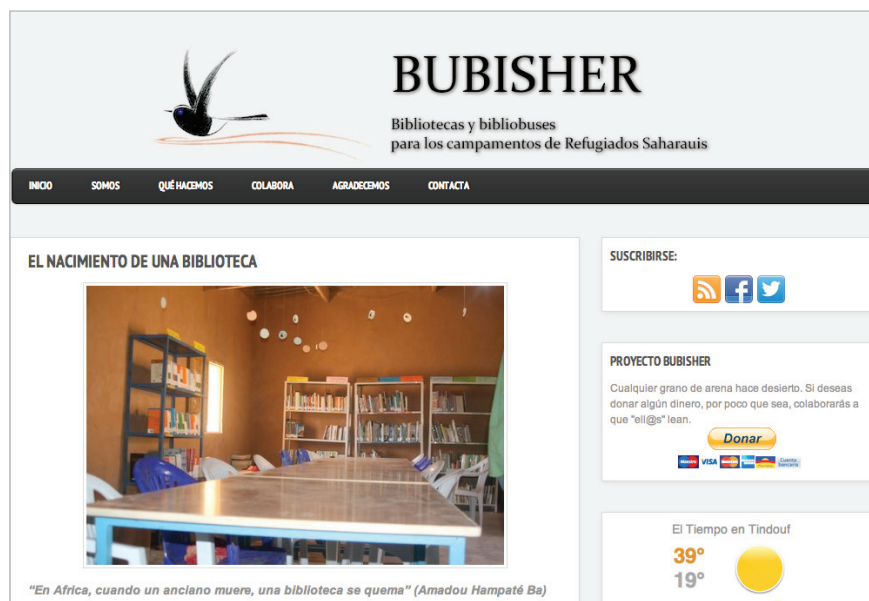 BUBISHER
Bibliotecas y bibliobuses
para los campamentos de Refugiados Saharauis
INICIO SOMOS QUÉ HACEMOS COLABORA AGRADECEMOS CONTACTA
EL NACIMIENTO DE UNA BIBLIOTECA
"En Africa, cuando un anciano muere, una biblioteca se quema" (Amadou Hampaté Ba)
SUSCRIBIRSE:
PROYECTO BUBISHER
Cualquier grano de arena hace desierto. Si deseas
donar algún dinero, por poco que sea, colaborarás a
que "ell@s" lean.
Donar
VISA Cuenta
bancaria
El Tiempo en Tindouf
39°
19°